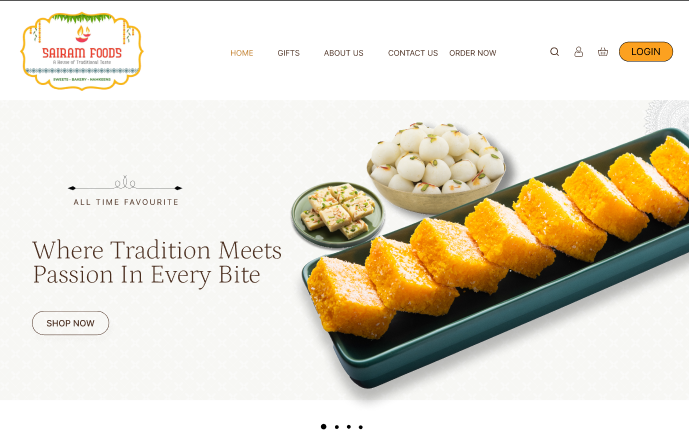 SAIRAM FOODS
A House of Traditional Taste
SWEETS - BAKERY - NAMKEENS
HOME
GIFTS
ABOUT US
CONTACT US
ORDER NOW
LOGIN
ALL TIME FAVOURITE
Where Tradition Meets
Passion In Every Bite
SHOP NOW